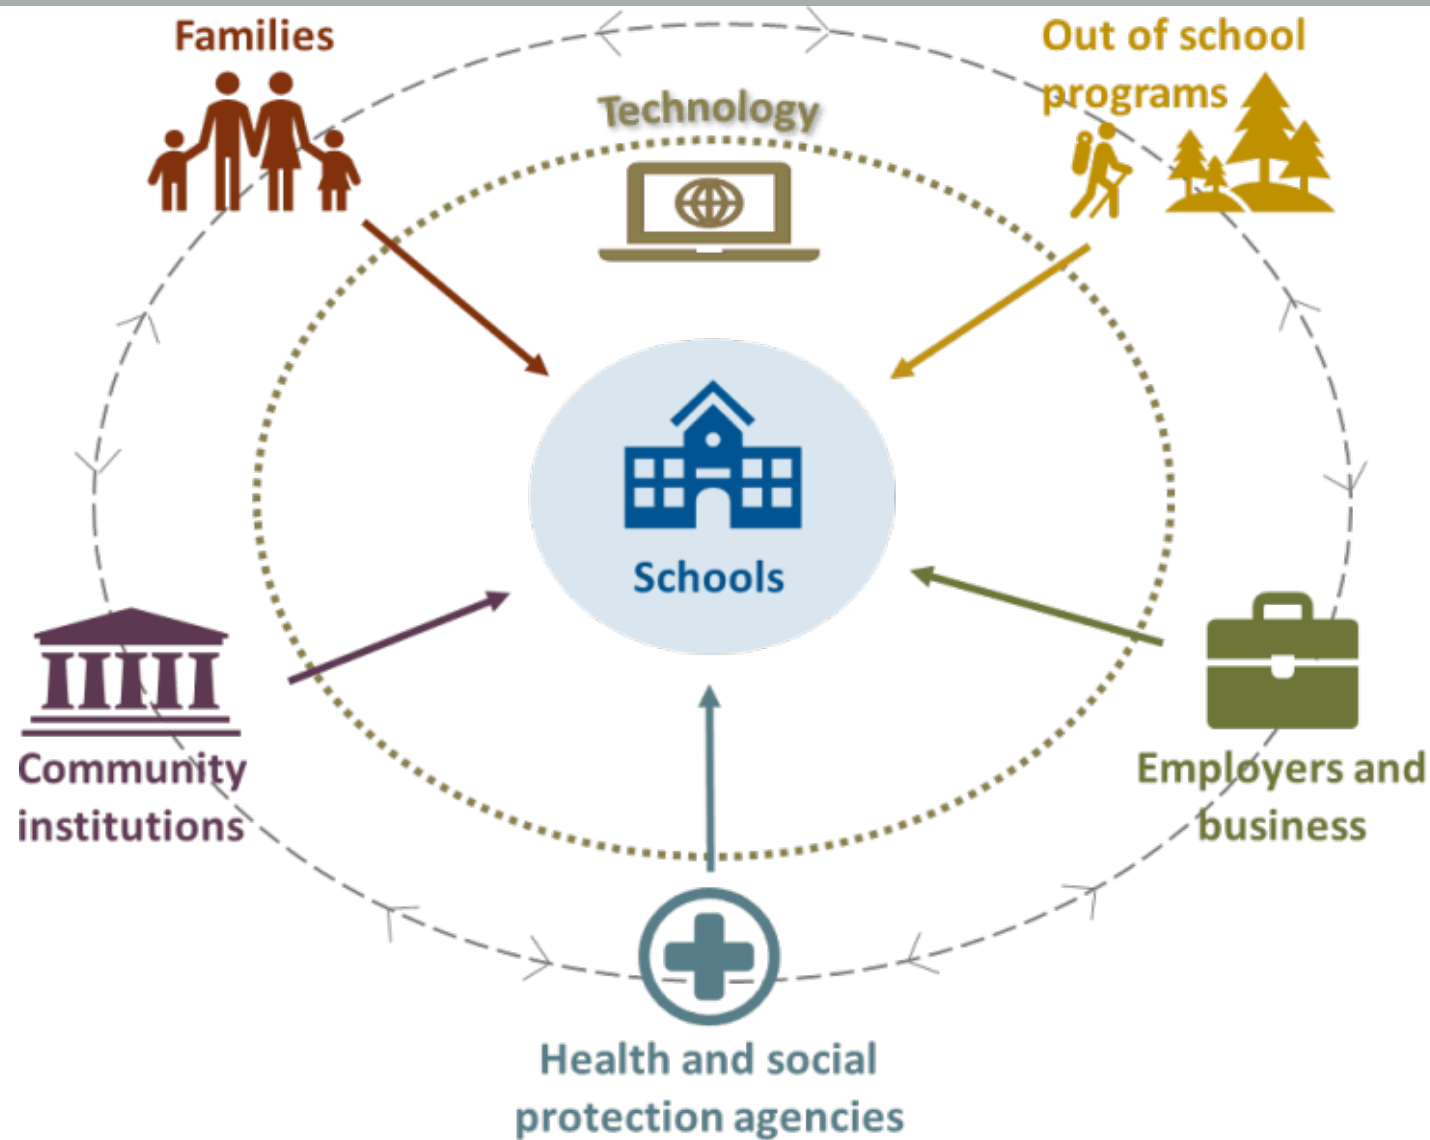 Families
Out of school
programs
Technology
Schools
Community
institutions
Employers and
business
Health and social
protection agencies